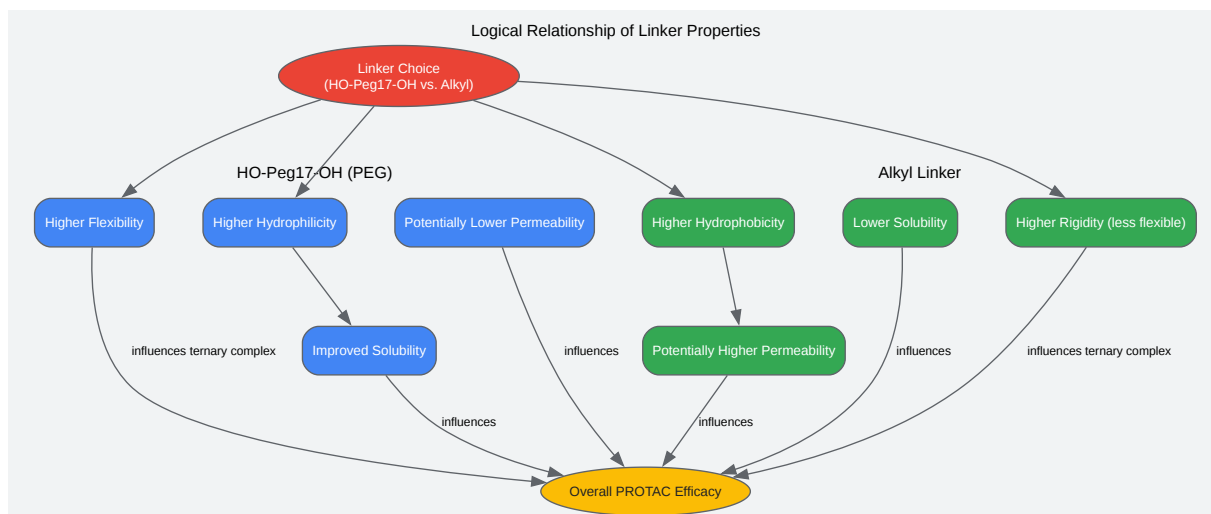 Logical Relationship of Linker Properties
Linker Choice
(HO-Peg17-OH vs. Alkyl)
HO-Peg17-OH (PEG)
Alkyl Linker
Higher Flexibility
Higher Hydrophilicity
Potentially Lower Permeability
Higher Hydrophobicity
Lower Solubility
Higher Rigidity (less flexible)
influences ternary complex
Improved Solubility
influences
Potentially Higher Permeability
influences
influences ternary complex
influences
influences
Overall PROTAC Efficacy